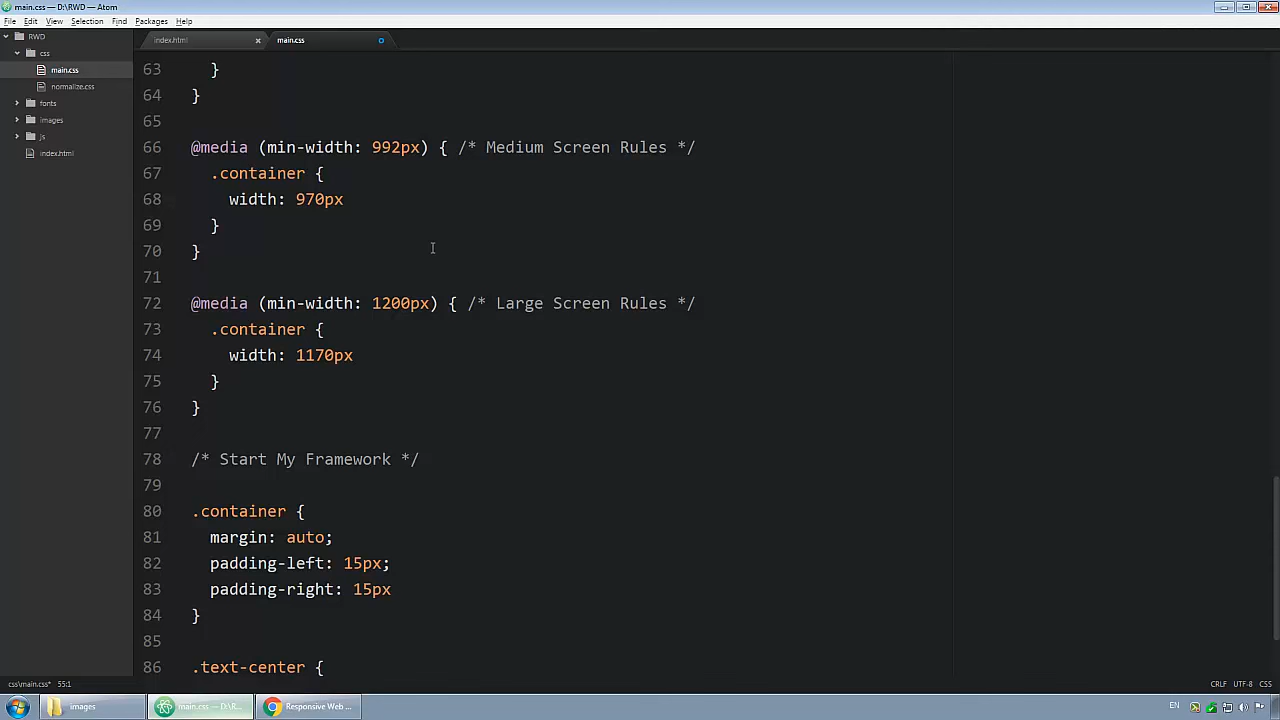 main.css — D:\RWD — Atom
File Edit View Selection Find Packages Help
RWD
css
main.css
normalize.css
fonts
images
js
index.html
index.html
main.css
63 }
64 }
65
66 @media (min-width: 992px) { /* Medium Screen Rules */
67 .container {
68 width: 970px
69 }
70 }
71
72 @media (min-width: 1200px) { /* Large Screen Rules */
73 .container {
74 width: 1170px
75 }
76 }
77
78 /* Start My Framework */
79
80 .container {
81 margin: auto;
82 padding-left: 15px;
83 padding-right: 15px
84 }
85
86 .text-center {
css\main.css* 55:1
CRLF UTF-8 CSS
images
main.css — D:\R...
Responsive Web ...
EN